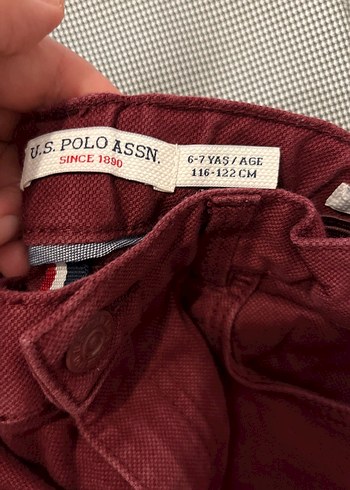 U.S. POLO ASSN.
SINCE 1890
6-7 YAŞ / AGE
116-122 CM